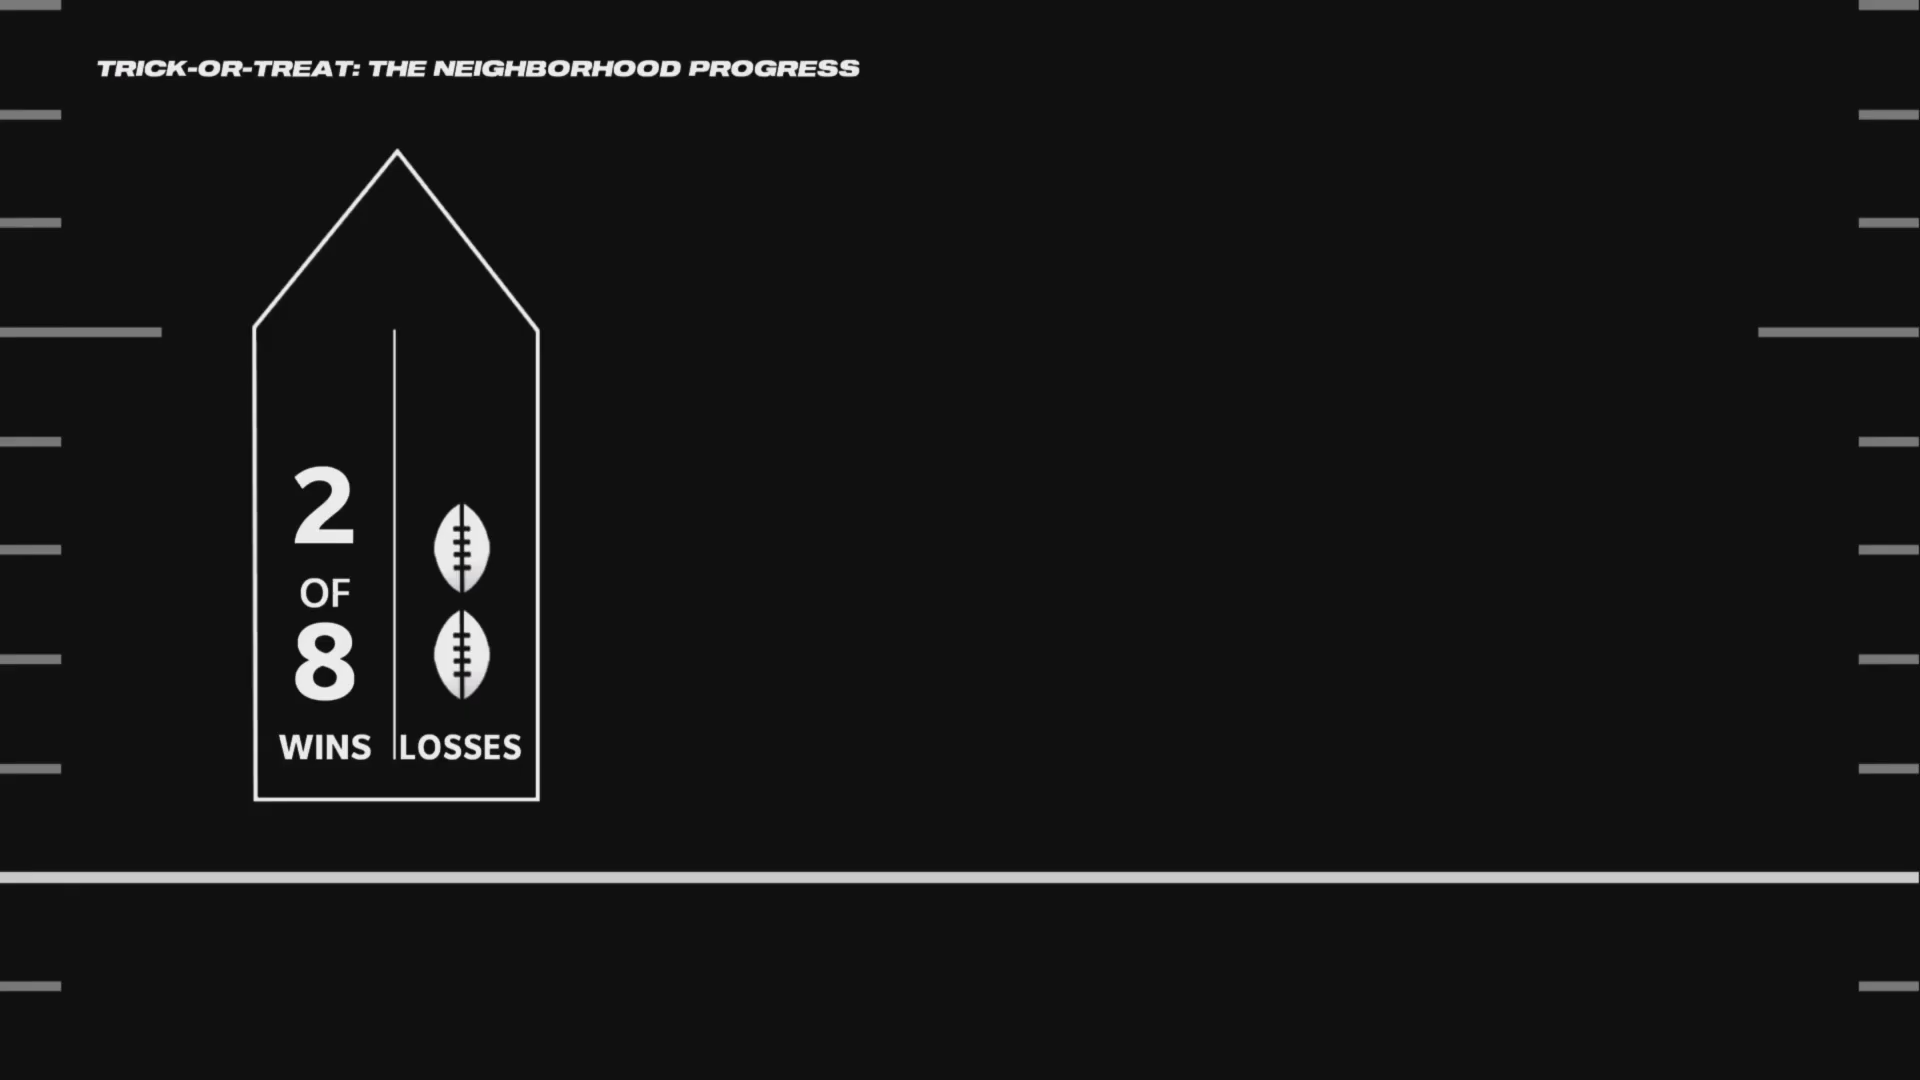 TRICK-OR-TREAT: THE NEIGHBORHOOD PROGRESS
2
OF
8
WINS
LOSSES